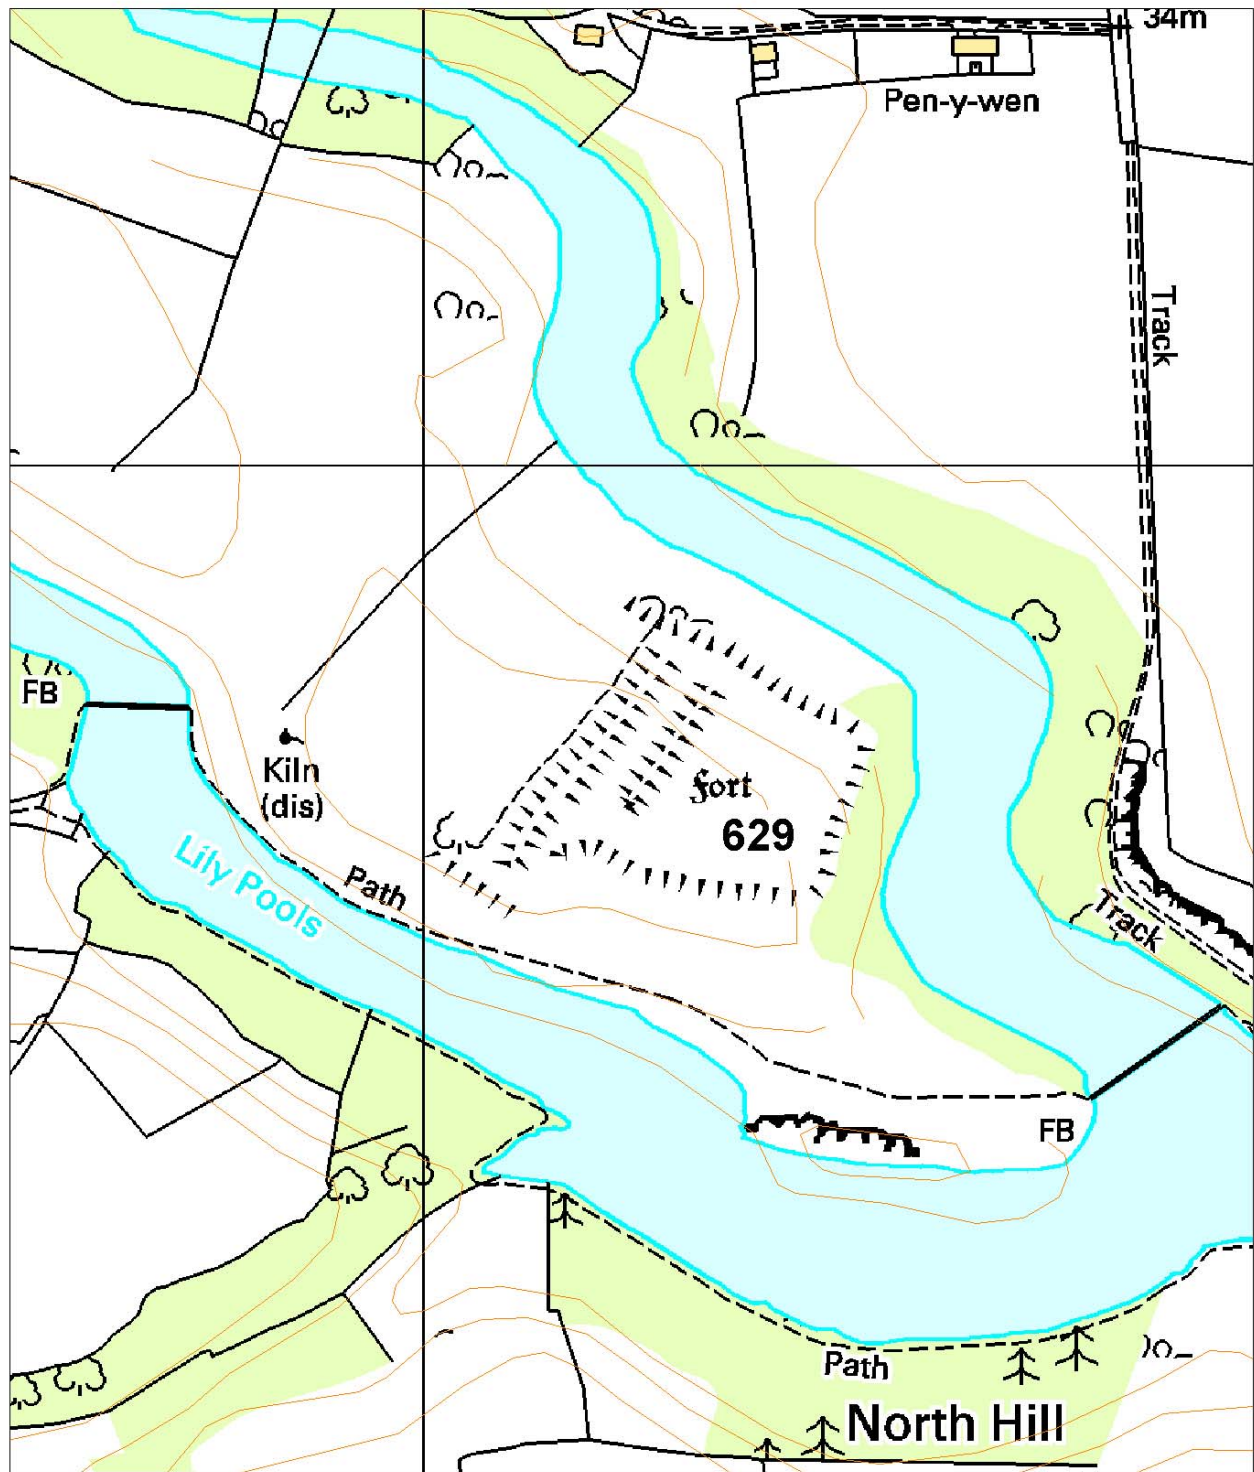 34m
Pen-y-wen
Track
FB
Kiln
(dis)
Fort
629
Lily Pools
Path
Track
FB
Path
North Hill